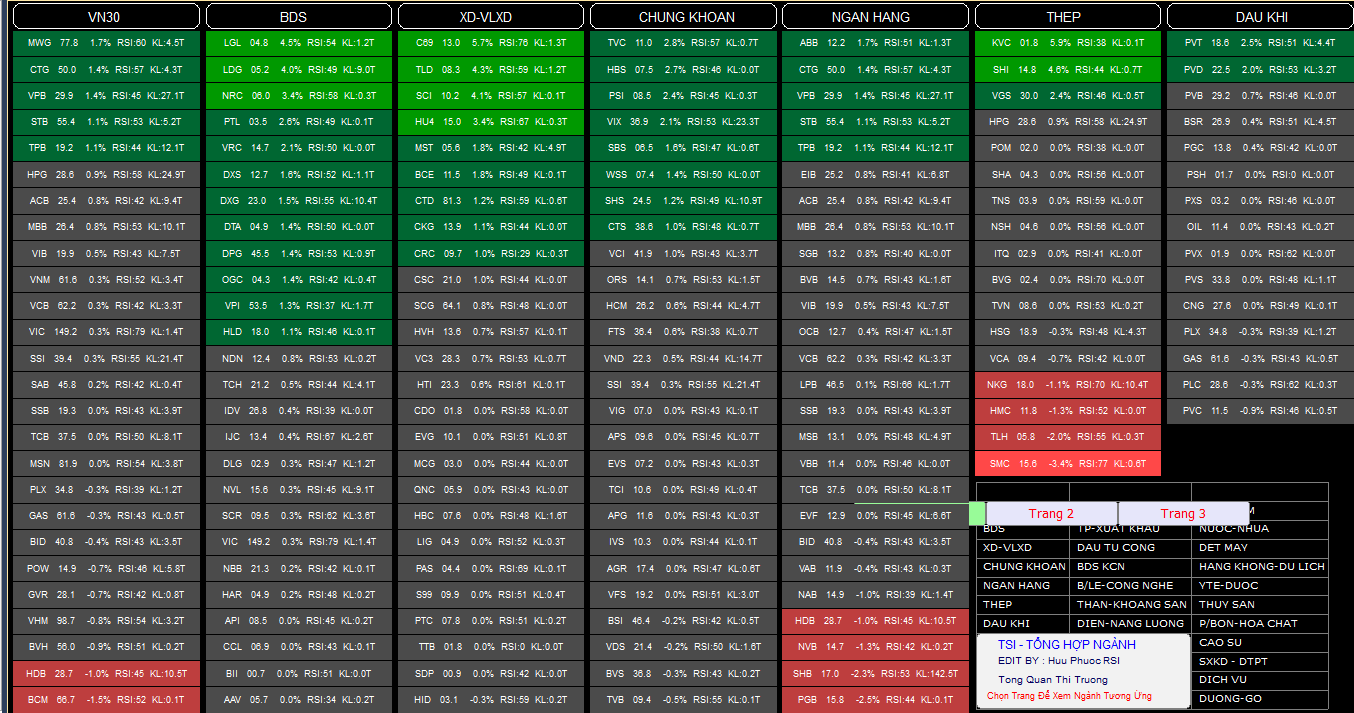 VN30
MWG 77.8 1.7% RSI:60 KL:4.5T
CTG 50.0 1.4% RSI:57 KL:4.3T
VPB 29.9 1.4% RSI:45 KL:27.1T
STB 55.4 1.1% RSI:53 KL:5.2T
TPB 19.2 1.1% RSI:44 KL:12.1T
HPG 28.6 0.9% RSI:58 KL:24.9T
ACB 25.4 0.8% RSI:42 KL:9.4T
MBB 26.4 0.8% RSI:53 KL:10.1T
VIB 19.9 0.5% RSI:43 KL:7.5T
VNM 61.6 0.3% RSI:52 KL:3.4T
VCB 62.2 0.3% RSI:42 KL:3.3T
VIC 149.2 0.3% RSI:79 KL:1.4T
SSI 39.4 0.3% RSI:55 KL:21.4T
SAB 45.8 0.2% RSI:42 KL:0.4T
SSB 19.3 0.0% RSI:43 KL:3.9T
TCB 37.5 0.0% RSI:50 KL:8.1T
MSN 81.9 0.0% RSI:54 KL:3.8T
PLX 34.8 -0.3% RSI:39 KL:1.2T
GAS 61.6 -0.3% RSI:43 KL:0.5T
BID 40.8 -0.4% RSI:43 KL:3.5T
POW 14.9 -0.7% RSI:46 KL:5.8T
GVR 28.1 -0.7% RSI:42 KL:0.8T
VHM 98.7 -0.8% RSI:54 KL:3.2T
BVH 56.0 -0.9% RSI:51 KL:0.2T
HDB 28.7 -1.0% RSI:45 KL:10.5T
BCM 66.7 -1.5% RSI:52 KL:0.1T
BDS
LGL 04.8 4.5% RSI:54 KL:1.2T
LDG 05.2 4.0% RSI:49 KL:9.0T
NRC 06.0 3.4% RSI:58 KL:0.3T
PTL 03.5 2.6% RSI:49 KL:0.1T
VRC 14.7 2.1% RSI:50 KL:0.0T
DXS 12.7 1.6% RSI:52 KL:1.1T
DXG 23.0 1.5% RSI:55 KL:10.4T
DTA 04.9 1.4% RSI:50 KL:0.0T
DPG 45.5 1.4% RSI:53 KL:0.9T
OGC 04.3 1.4% RSI:42 KL:0.4T
VPI 53.5 1.3% RSI:37 KL:1.7T
HLD 18.0 1.1% RSI:46 KL:0.1T
NDN 12.4 0.8% RSI:53 KL:0.2T
TCH 21.2 0.5% RSI:44 KL:4.1T
IDV 26.8 0.4% RSI:39 KL:0.0T
IJC 13.4 0.4% RSI:67 KL:2.6T
DLG 02.9 0.3% RSI:47 KL:1.2T
NVL 15.6 0.3% RSI:45 KL:9.1T
SCR 09.5 0.3% RSI:62 KL:3.6T
VIC 149.2 0.3% RSI:79 KL:1.4T
NBB 21.3 0.2% RSI:42 KL:0.1T
HAR 04.9 0.2% RSI:48 KL:0.2T
API 08.5 0.0% RSI:45 KL:0.2T
CCL 06.9 0.0% RSI:43 KL:0.1T
BII 00.7 0.0% RSI:51 KL:0.0T
AAV 05.7 0.0% RSI:34 KL:0.2T
XD-VLXD
C69 13.0 5.7% RSI:76 KL:1.3T
TLD 08.3 4.3% RSI:59 KL:1.2T
SCI 10.2 4.1% RSI:57 KL:0.1T
HU4 15.0 3.4% RSI:67 KL:0.3T
MST 05.6 1.8% RSI:42 KL:4.9T
BCE 11.5 1.8% RSI:49 KL:0.1T
CTD 81.3 1.2% RSI:59 KL:0.6T
CKG 13.9 1.1% RSI:44 KL:0.0T
CRC 09.7 1.0% RSI:29 KL:0.3T
CSC 21.0 1.0% RSI:44 KL:0.0T
SCG 64.1 0.8% RSI:48 KL:0.0T
HVH 13.6 0.7% RSI:57 KL:0.1T
VC3 28.3 0.7% RSI:53 KL:0.7T
HTI 23.3 0.6% RSI:61 KL:0.1T
CDO 01.8 0.0% RSI:58 KL:0.0T
EVG 10.1 0.0% RSI:51 KL:0.8T
MCG 03.0 0.0% RSI:44 KL:0.0T
QNC 05.9 0.0% RSI:43 KL:0.0T
HBC 07.6 0.0% RSI:48 KL:1.6T
LIG 04.9 0.0% RSI:52 KL:0.3T
PAS 04.4 0.0% RSI:69 KL:0.1T
S99 09.9 0.0% RSI:51 KL:0.4T
PTC 07.8 0.0% RSI:51 KL:0.2T
TTB 01.8 0.0% RSI:0 KL:0.0T
SDP 00.9 0.0% RSI:42 KL:0.0T
HID 03.1 -0.3% RSI:59 KL:0.2T
CHUNG KHOAN
TVC 11.0 2.8% RSI:57 KL:0.7T
HBS 07.5 2.7% RSI:46 KL:0.0T
PSI 08.5 2.4% RSI:45 KL:0.3T
VIX 36.9 2.1% RSI:53 KL:23.3T
SBS 06.5 1.6% RSI:47 KL:0.6T
WSS 07.4 1.4% RSI:50 KL:0.0T
SHS 24.5 1.2% RSI:49 KL:10.9T
CTS 38.6 1.0% RSI:48 KL:0.7T
VCI 41.9 1.0% RSI:43 KL:3.7T
ORS 14.1 0.7% RSI:53 KL:1.5T
HCM 26.2 0.6% RSI:44 KL:4.7T
FTS 36.4 0.6% RSI:38 KL:0.7T
VND 22.3 0.5% RSI:44 KL:14.7T
SSI 39.4 0.3% RSI:55 KL:21.4T
VIG 07.0 0.0% RSI:43 KL:0.1T
APS 09.6 0.0% RSI:45 KL:0.7T
EVS 07.2 0.0% RSI:43 KL:0.3T
TCI 10.6 0.0% RSI:49 KL:0.4T
APG 11.6 0.0% RSI:43 KL:0.3T
IVS 10.3 0.0% RSI:44 KL:0.1T
AGR 17.4 0.0% RSI:47 KL:0.6T
VFS 19.2 0.0% RSI:51 KL:3.0T
BSI 46.4 -0.2% RSI:42 KL:0.5T
VDS 21.4 -0.2% RSI:50 KL:1.6T
BVS 36.8 -0.3% RSI:43 KL:0.2T
TVB 09.4 -0.5% RSI:55 KL:0.1T
NGAN HANG
ABB 12.2 1.7% RSI:51 KL:1.3T
CTG 50.0 1.4% RSI:57 KL:4.3T
VPB 29.9 1.4% RSI:45 KL:27.1T
STB 55.4 1.1% RSI:53 KL:5.2T
TPB 19.2 1.1% RSI:44 KL:12.1T
EIB 25.2 0.8% RSI:41 KL:6.8T
ACB 25.4 0.8% RSI:42 KL:9.4T
MBB 26.4 0.8% RSI:53 KL:10.1T
SGB 13.2 0.8% RSI:40 KL:0.0T
BVB 14.5 0.7% RSI:43 KL:1.6T
VIB 19.9 0.5% RSI:43 KL:7.5T
OCB 12.7 0.4% RSI:47 KL:1.5T
VCB 62.2 0.3% RSI:42 KL:3.3T
LPB 46.5 0.1% RSI:66 KL:1.7T
SSB 19.3 0.0% RSI:43 KL:3.9T
MSB 13.1 0.0% RSI:48 KL:4.9T
VBB 11.4 0.0% RSI:46 KL:0.0T
TCB 37.5 0.0% RSI:50 KL:8.1T
EVF 12.9 0.0% RSI:45 KL:6.6T
BID 40.8 -0.4% RSI:43 KL:3.5T
VAB 11.9 -0.4% RSI:43 KL:0.3T
NAB 14.9 -1.0% RSI:39 KL:1.4T
HDB 28.7 -1.0% RSI:45 KL:10.5T
NVB 14.7 -1.3% RSI:42 KL:0.2T
SHB 17.0 -2.3% RSI:53 KL:142.5T
PGB 15.8 -2.5% RSI:44 KL:0.1T
THEP
KVC 01.8 5.9% RSI:38 KL:0.1T
SHI 14.8 4.6% RSI:44 KL:0.7T
VGS 30.0 2.4% RSI:46 KL:0.5T
HPG 28.6 0.9% RSI:58 KL:24.9T
POM 02.0 0.0% RSI:38 KL:0.0T
SHA 04.3 0.0% RSI:56 KL:0.0T
TNS 03.9 0.0% RSI:59 KL:0.0T
NSH 04.6 0.0% RSI:56 KL:0.0T
ITQ 02.9 0.0% RSI:41 KL:0.0T
BVG 02.4 0.0% RSI:70 KL:0.0T
TVN 08.6 0.0% RSI:53 KL:0.2T
HSG 18.9 -0.3% RSI:48 KL:4.3T
VCA 09.4 -0.7% RSI:42 KL:0.0T
NKG 18.0 -1.1% RSI:70 KL:10.4T
HMC 11.8 -1.3% RSI:52 KL:0.0T
TLH 05.8 -2.0% RSI:55 KL:0.3T
SMC 15.6 -3.4% RSI:77 KL:0.6T
DAU KHI
PVT 18.6 2.5% RSI:51 KL:4.4T
PVD 22.5 2.0% RSI:53 KL:3.2T
PVB 29.2 0.7% RSI:46 KL:0.0T
BSR 26.9 0.4% RSI:51 KL:4.5T
PGC 13.8 0.4% RSI:42 KL:0.0T
PSH 01.7 0.0% RSI:0 KL:0.0T
PXS 03.2 0.0% RSI:46 KL:0.0T
OIL 11.4 0.0% RSI:43 KL:0.2T
PVX 01.9 0.0% RSI:62 KL:0.0T
PVS 33.8 0.0% RSI:48 KL:1.1T
CNG 27.6 0.0% RSI:49 KL:0.1T
PLX 34.8 -0.3% RSI:39 KL:1.2T
GAS 61.6 -0.3% RSI:43 KL:0.5T
PLC 28.6 -0.3% RSI:62 KL:0.3T
PVC 11.5 -0.9% RSI:46 KL:0.5T
Trang 2 Trang 3
BDS TP-XUAT KHAU NUOC-NHUA
XD-VLXD DAU TU CONG DET MAY
CHUNG KHOAN BDS KCN HANG KHONG-DU LICH
NGAN HANG B/LE-CONG NGHE YTE-DUOC
THEP THAN-KHOANG SAN THUY SAN
DAU KHI DIEN-NANG LUONG P/BON-HOA CHAT
CAO SU
SXKD - DTPT
DICH VU
DUONG-GO
TSI - TỔNG HỢP NGÀNH
EDIT BY : Huu Phuoc RSI
Tong Quan Thi Truong
Chọn Trang Để Xem Ngành Tương Ứng